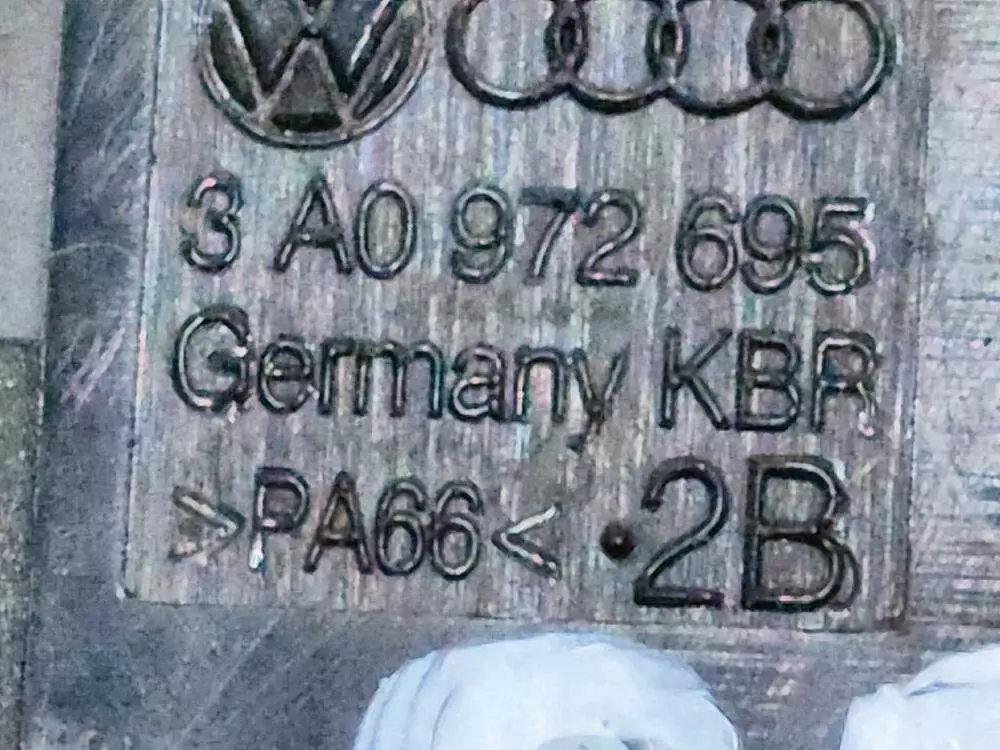 3 A0 972 695
Germany KBR
>PA66< ·2B